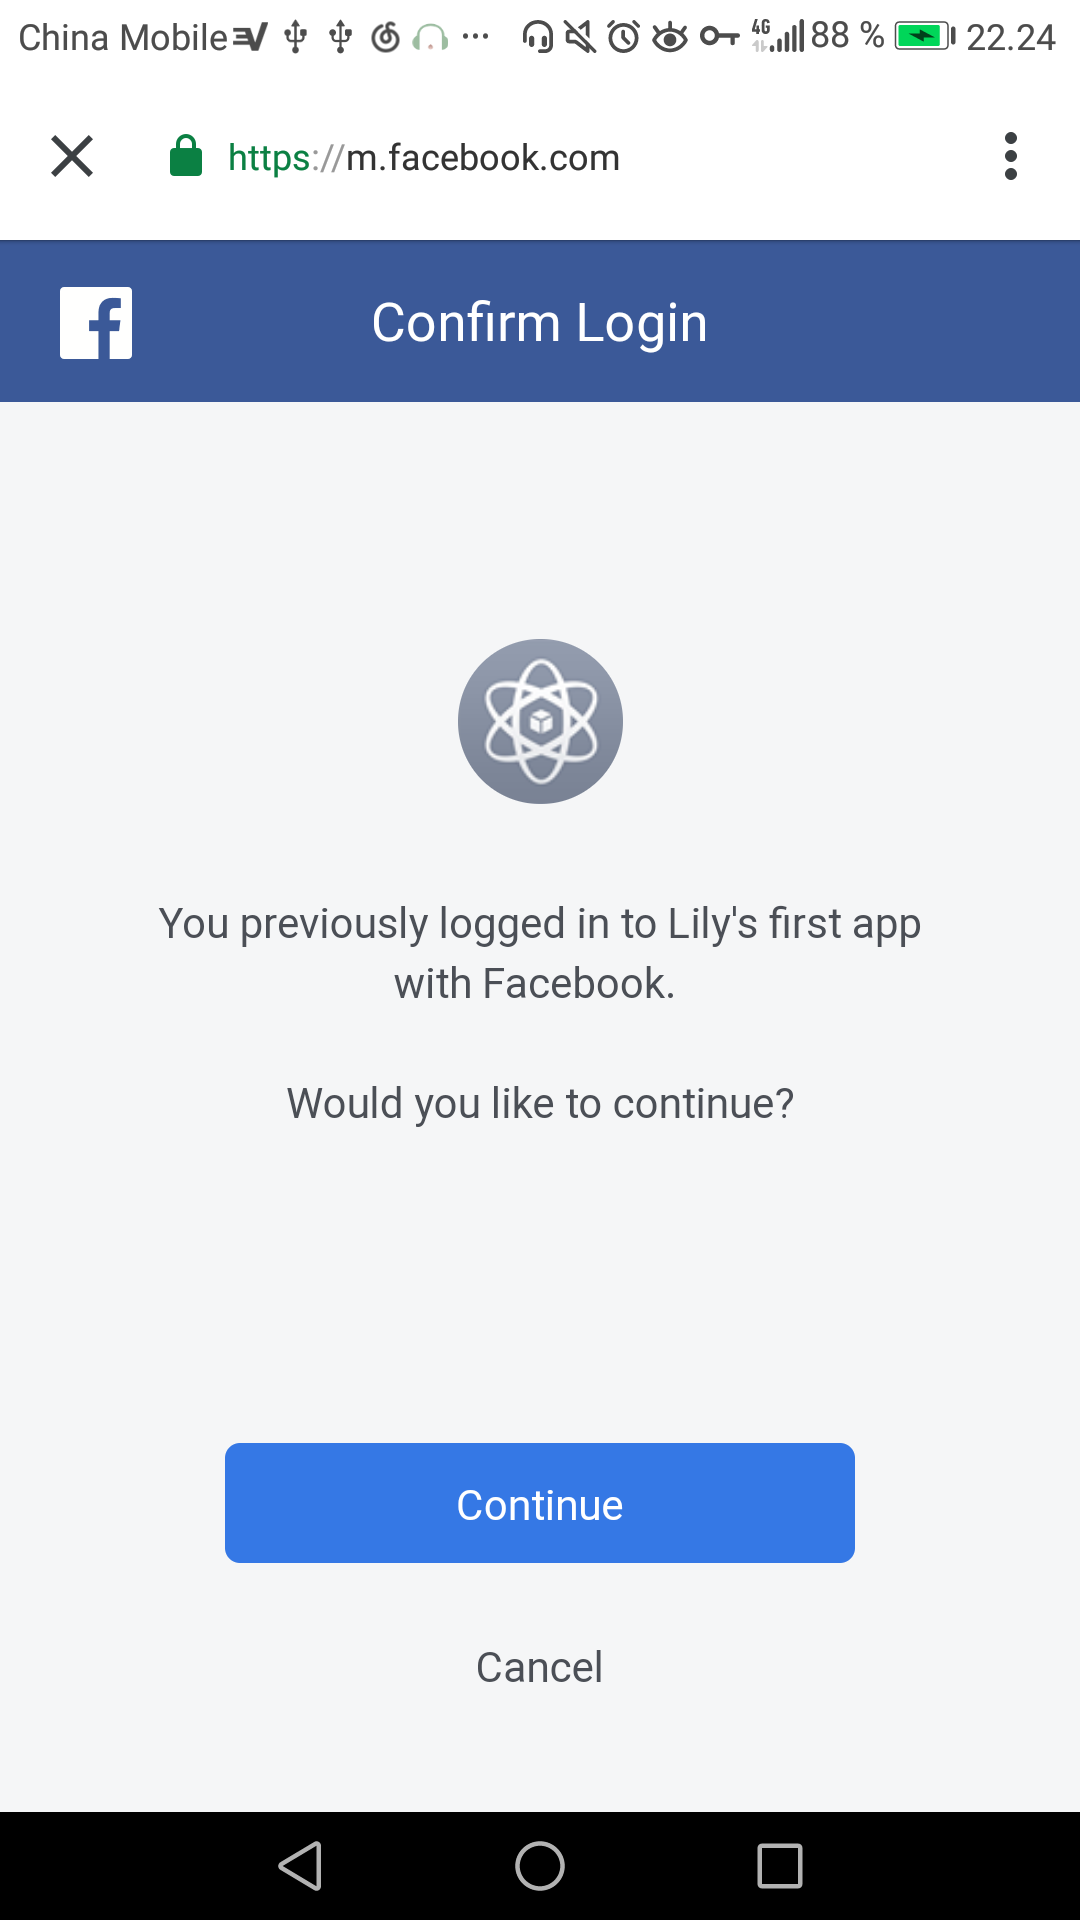 China Mobile 4G 88 % 22.24
https://m.facebook.com
Confirm Login
You previously logged in to Lily's first app
with Facebook.
Would you like to continue?
Continue
Cancel